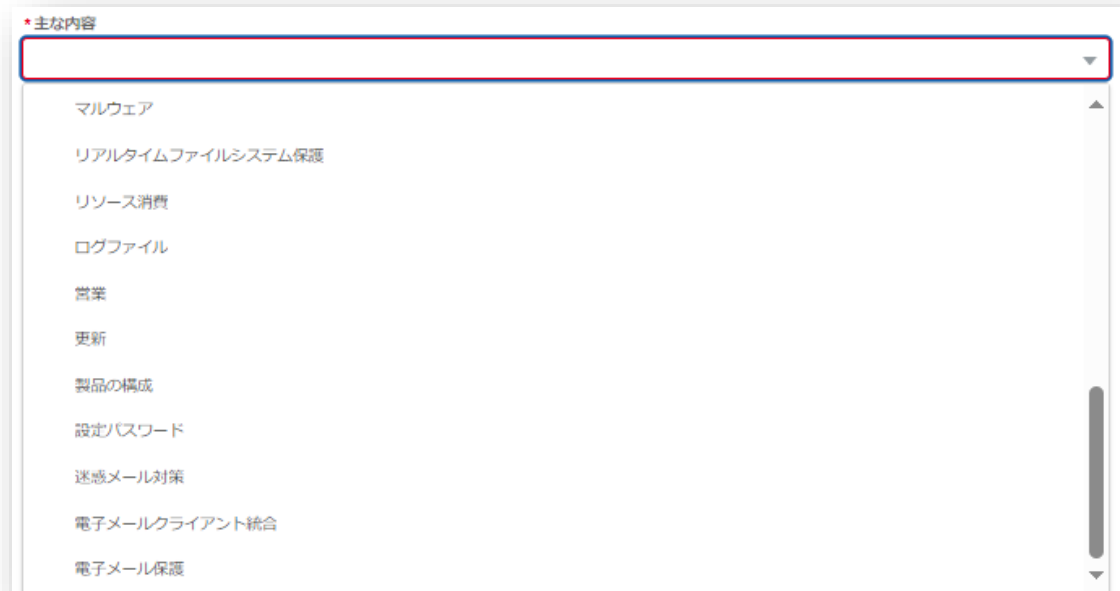 *主な内容
マルウェア
リアルタイムファイルシステム保護
リソース消費
ログファイル
営業
更新
製品の構成
設定パスワード
迷惑メール対策
電子メールクライアント統合
電子メール保護